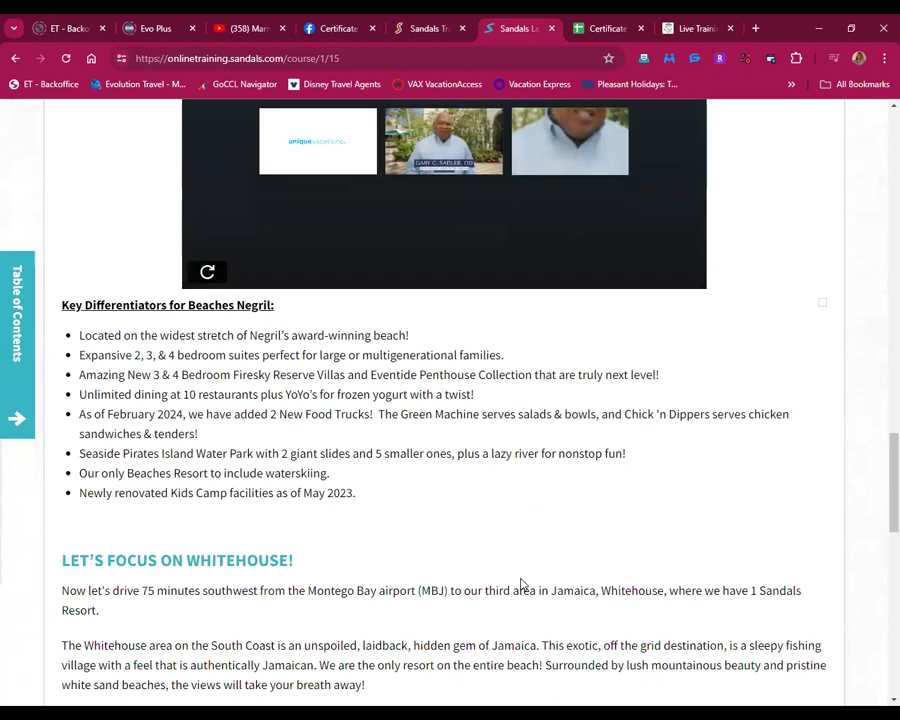 ET - Backo
Evo Plus
(358) Mar
Certificate
Sandals Tr
Sandals L
Certificate
Live Train
https://onlinetraining.sandals.com/course/1/15
ET - Backoffice
Evolution Travel - M...
GoCCL Navigator
Disney Travel Agents
VAX VacationAccess
Vacation Express
Pleasant Holidays: T...
»
All Bookmarks
uniquevacations
GARY C. SADLER, OD
Table of Contents
Key Differentiators for Beaches Negril:
• Located on the widest stretch of Negril's award-winning beach!
• Expansive 2, 3, & 4 bedroom suites perfect for large or multigenerational families.
• Amazing New 3 & 4 Bedroom Firesky Reserve Villas and Eventide Penthouse Collection that are truly next level!
• Unlimited dining at 10 restaurants plus YoYo's for frozen yogurt with a twist!
• As of February 2024, we have added 2 New Food Trucks!  The Green Machine serves salads & bowls, and Chick 'n Dippers serves chicken
sandwiches & tenders!
• Seaside Pirates Island Water Park with 2 giant slides and 5 smaller ones, plus a lazy river for nonstop fun!
• Our only Beaches Resort to include waterskiing.
• Newly renovated Kids Camp facilities as of May 2023.
LET'S FOCUS ON WHITEHOUSE!
Now let's drive 75 minutes southwest from the Montego Bay airport (MBJ) to our third area in Jamaica, Whitehouse, where we have 1 Sandals
Resort.
The Whitehouse area on the South Coast is an unspoiled, laidback, hidden gem of Jamaica. This exotic, off the grid destination, is a sleepy fishing
village with a feel that is authentically Jamaican. We are the only resort on the entire beach! Surrounded by lush mountainous beauty and pristine
white sand beaches, the views will take your breath away!